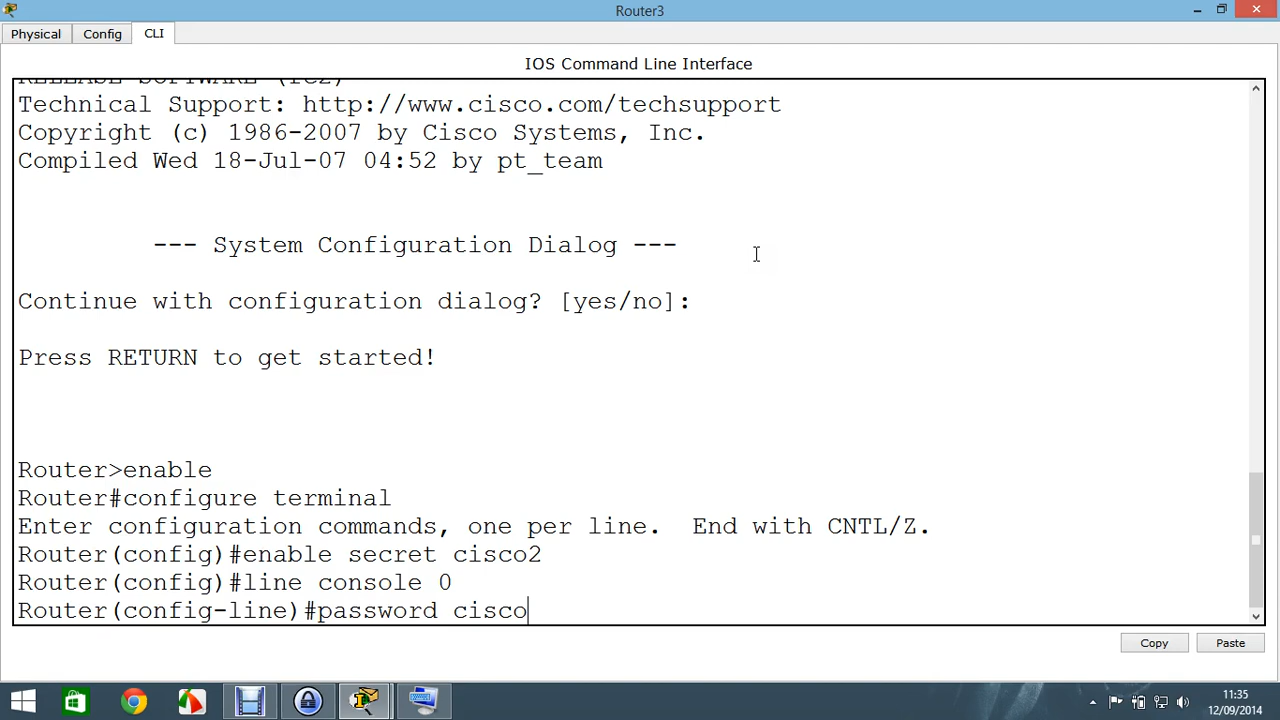 Router3
Physical
Config
CLI
IOS Command Line Interface
RELEASE SOFTWARE (fc2)
Technical Support: http://www.cisco.com/techsupport
Copyright (c) 1986-2007 by Cisco Systems, Inc.
Compiled Wed 18-Jul-07 04:52 by pt_team
--- System Configuration Dialog ---
Continue with configuration dialog? [yes/no]:
Press RETURN to get started!
Router>enable
Router#configure terminal
Enter configuration commands, one per line.  End with CNTL/Z.
Router(config)#enable secret cisco2
Router(config)#line console 0
Router(config-line)#password cisco
Copy
Paste
11:35
12/09/2014